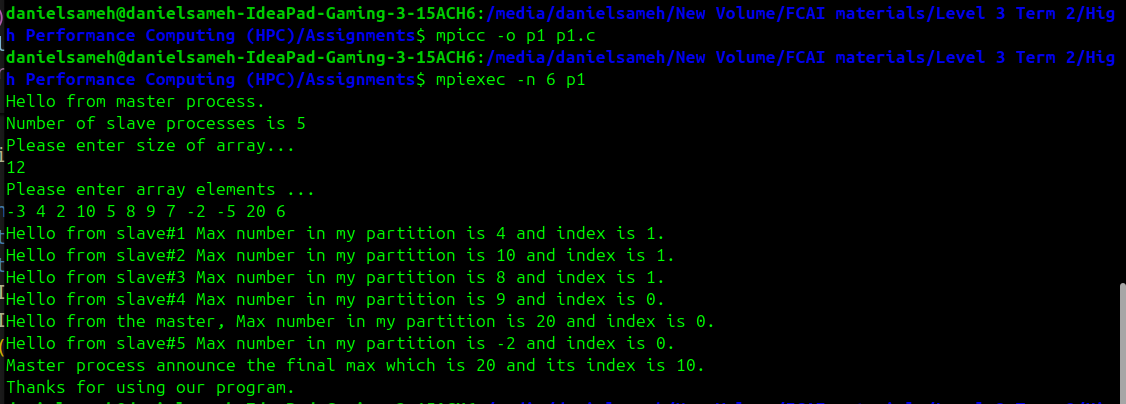 danielsameh@danielsameh-IdeaPad-Gaming-3-15ACH6:/media/danielsameh/New Volume/FCAI materials/Level 3 Term 2/Hig
h Performance Computing (HPC)/Assignments$ mpicc -o p1 p1.c
danielsameh@danielsameh-IdeaPad-Gaming-3-15ACH6:/media/danielsameh/New Volume/FCAI materials/Level 3 Term 2/Hig
h Performance Computing (HPC)/Assignments$ mpiexec -n 6 p1
Hello from master process.
Number of slave processes is 5
Please enter size of array...
12
Please enter array elements ...
-3 4 2 10 5 8 9 7 -2 -5 20 6
Hello from slave#1 Max number in my partition is 4 and index is 1.
Hello from slave#2 Max number in my partition is 10 and index is 1.
Hello from slave#3 Max number in my partition is 8 and index is 1.
Hello from slave#4 Max number in my partition is 9 and index is 0.
Hello from the master, Max number in my partition is 20 and index is 0.
Hello from slave#5 Max number in my partition is -2 and index is 0.
Master process announce the final max which is 20 and its index is 10.
Thanks for using our program.